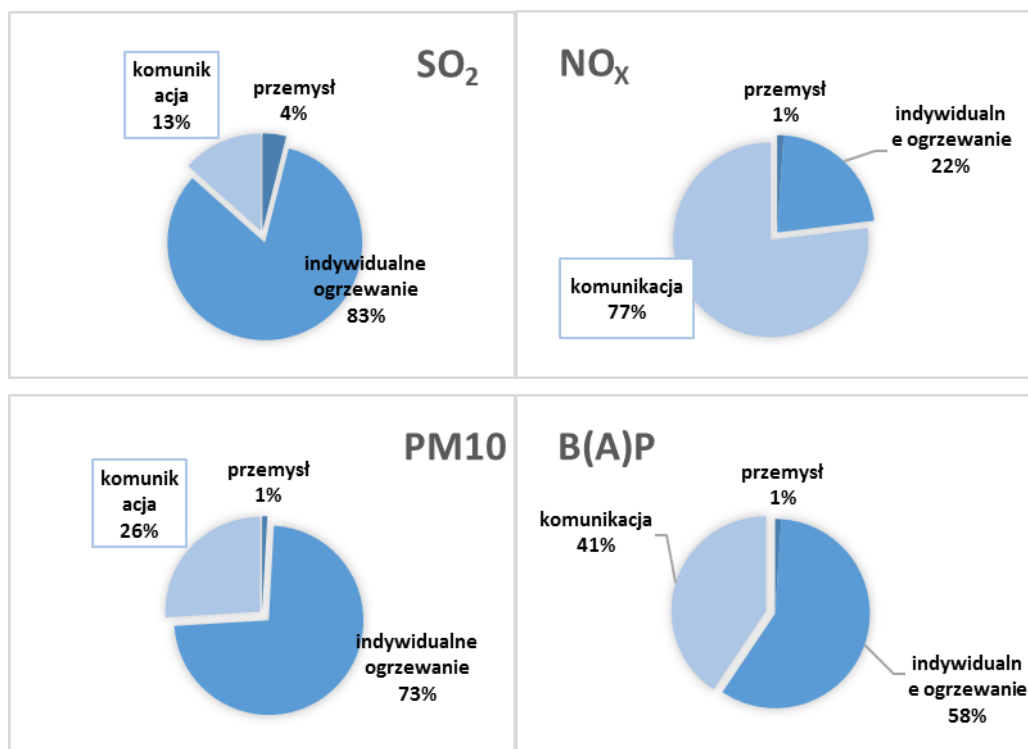 SO₂
komunik
acja
13%
przemysł
4%
indywidualne
ogrzewanie
83%
NOₓ
przemysł
1%
indywidualn
e ogrzewanie
22%
komunikacja
77%
PM10
komunik
acja
26%
przemysł
1%
indywidualne
ogrzewanie
73%
B(A)P
przemysł
1%
komunikacja
41%
indywidualn
e ogrzewanie
58%